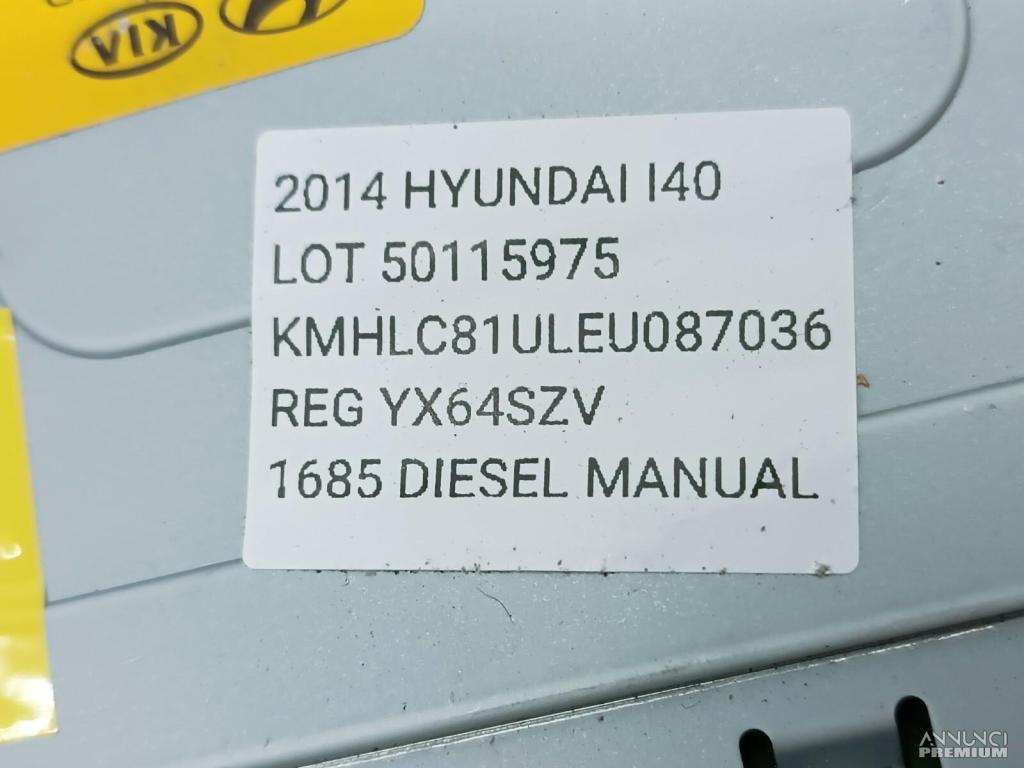 KIA
2014 HYUNDAI I40
LOT 50115975
KMHLC81ULEU087036
REG YX64SZV
1685 DIESEL MANUAL
ANNUNCI
PREMIUM